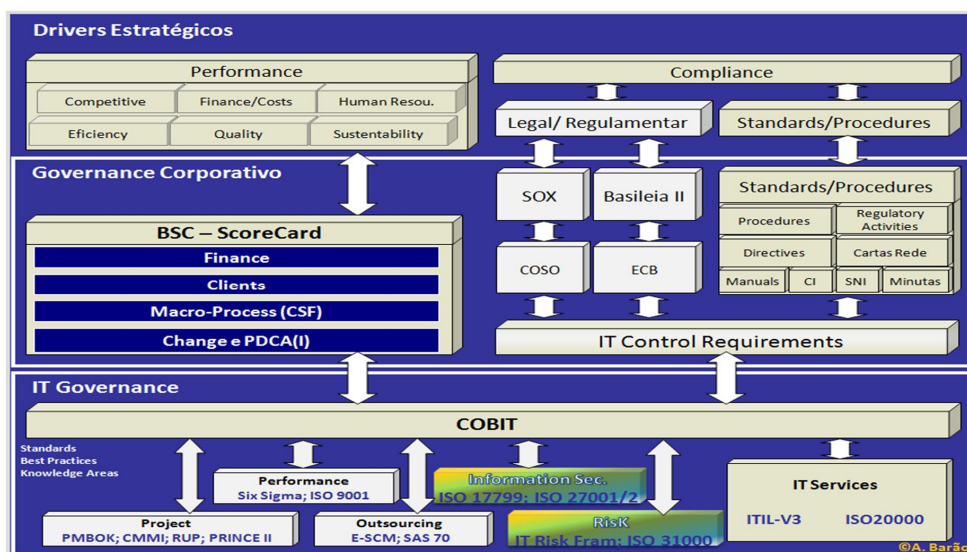 Drivers Estratégicos
Performance
Competitive
Finance/Costs
Human Resou.
Eficiency
Quality
Sustentability
Compliance
Legal/ Regulamentar
Standards/Procedures
Governance Corporativo
BSC – ScoreCard
Finance
Clients
Macro-Process (CSF)
Change e PDCA(I)
SOX
Basileia II
COSO
ECB
Standards/Procedures
Procedures
Regulatory
Activities
Directives
Cartas Rede
Manuals
CI
SNI
Minutas
IT Control Requirements
IT Governance
COBIT
Standards
Best Practices
Knowledge Areas
Performance
Six Sigma; ISO 9001
Information Sec.
ISO 17799; ISO 27001/2
Project
PMBOK; CMMI; RUP; PRINCE II
Outsourcing
E-SCM; SAS 70
RisK
IT Risk Fram; ISO 31000
IT Services
ITIL-V3
ISO20000
©A. Barão